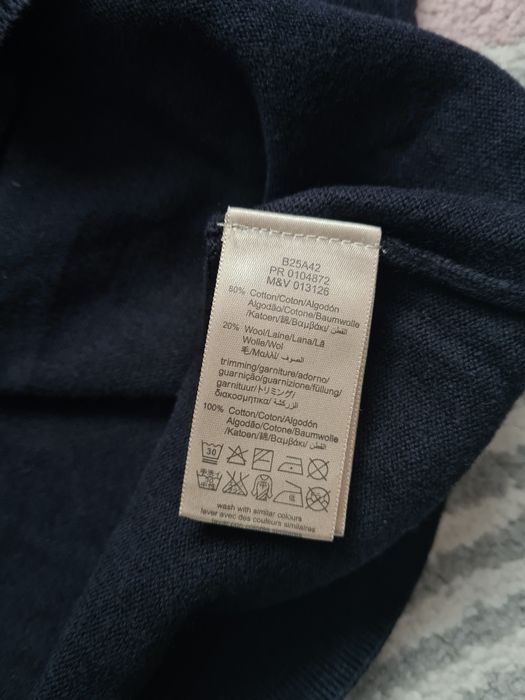 B25A42
PR 0104872
M&V 013126
80% Cotton/Coton/Algodón
Algodão/Cotone/Baumwolle
/Katoen/綿/Βαμβάκι/ القطن
20% Wool/Laine/Lana/Lã
Wolle/Wol
毛/Μαλλί/ الصوف
trimming/garniture/adorno/
guarnição/guarnizione/füllung/
garnituur/トリミング/
διακοσμητικα/ الزركشة
100% Cotton/Coton/Algodón
Algodão/Cotone/Baumwolle
/Katoen/綿/Βαμβάκι/ القطن
30
wash with similar colours
laver avec des couleurs similaires